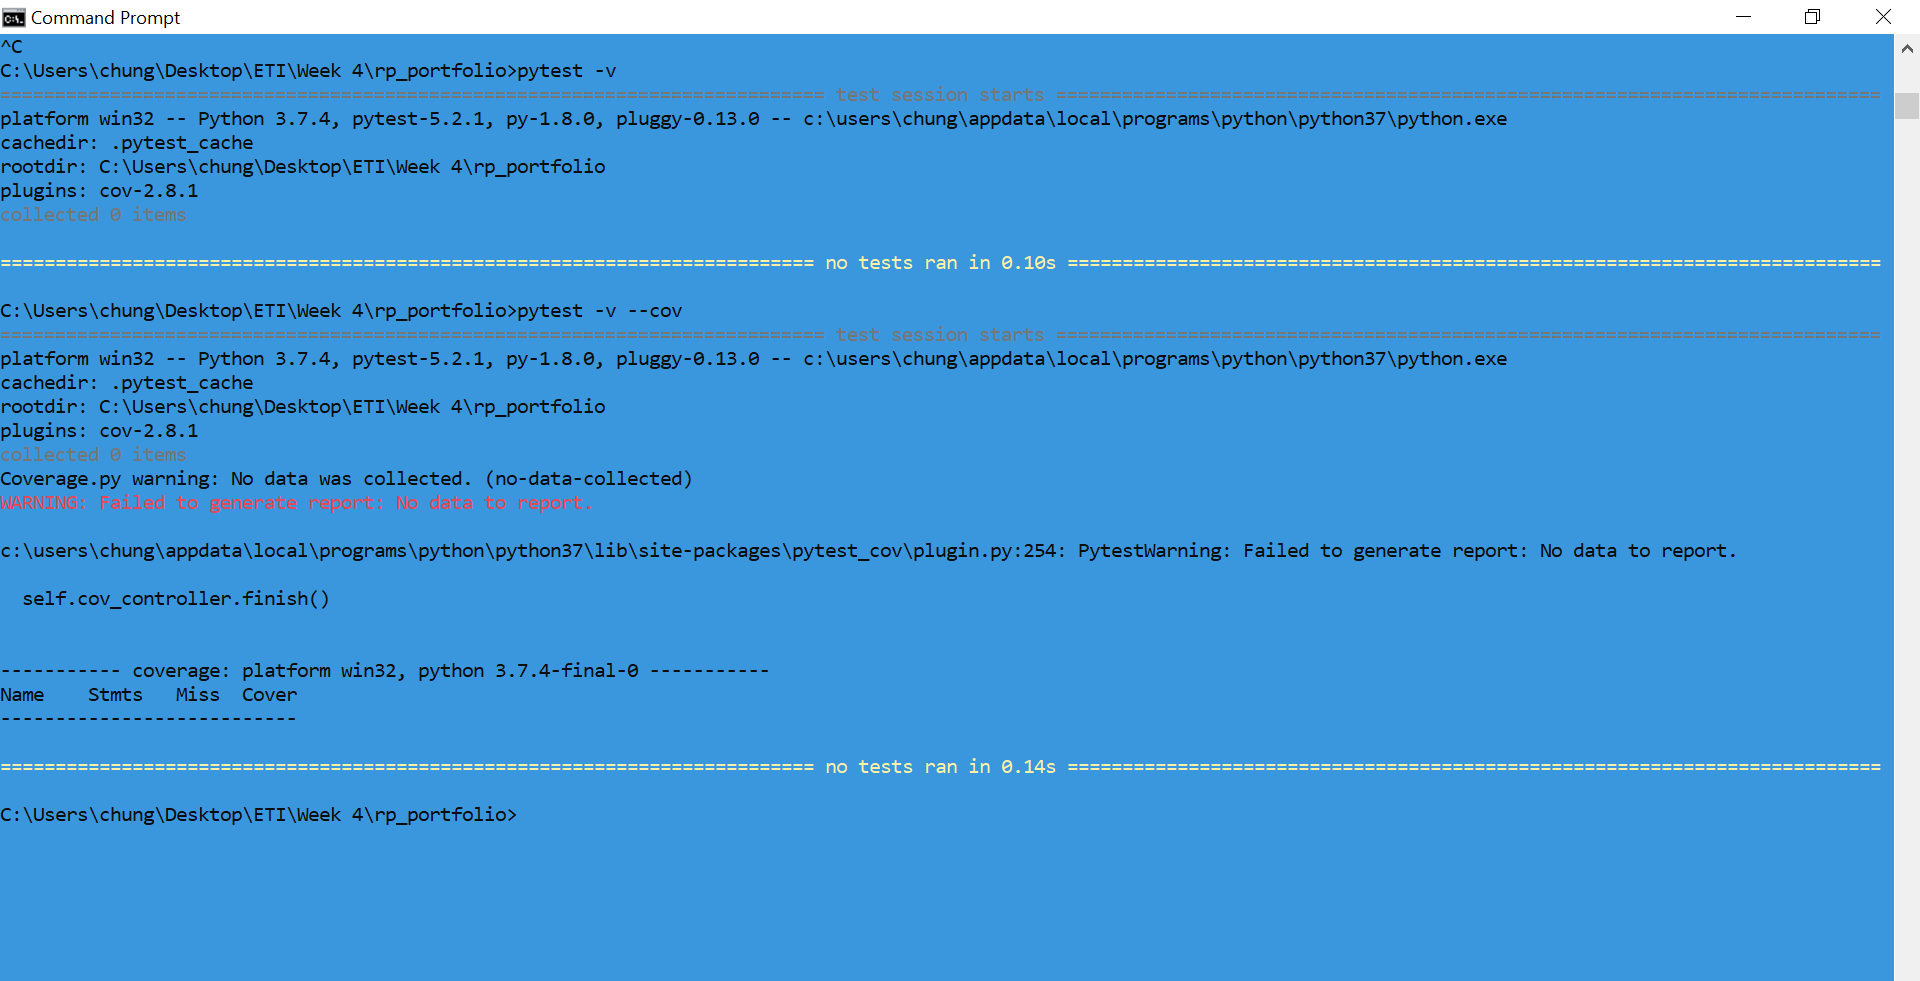 Command Prompt
^C
C:\Users\chung\Desktop\ETI\Week 4\rp_portfolio>pytest -v
=========================================================================== test session starts ===========================================================================
platform win32 -- Python 3.7.4, pytest-5.2.1, py-1.8.0, pluggy-0.13.0 -- c:\users\chung\appdata\local\programs\python\python37\python.exe
cachedir: .pytest_cache
rootdir: C:\Users\chung\Desktop\ETI\Week 4\rp_portfolio
plugins: cov-2.8.1
collected 0 items
========================================================================== no tests ran in 0.10s ==========================================================================
C:\Users\chung\Desktop\ETI\Week 4\rp_portfolio>pytest -v --cov
=========================================================================== test session starts ===========================================================================
platform win32 -- Python 3.7.4, pytest-5.2.1, py-1.8.0, pluggy-0.13.0 -- c:\users\chung\appdata\local\programs\python\python37\python.exe
cachedir: .pytest_cache
rootdir: C:\Users\chung\Desktop\ETI\Week 4\rp_portfolio
plugins: cov-2.8.1
collected 0 items
Coverage.py warning: No data was collected. (no-data-collected)
WARNING: Failed to generate report: No data to report.
c:\users\chung\appdata\local\programs\python\python37\lib\site-packages\pytest_cov\plugin.py:254: PytestWarning: Failed to generate report: No data to report.
  self.cov_controller.finish()
----------- coverage: platform win32, python 3.7.4-final-0 -----------
Name    Stmts   Miss  Cover
---------------------------
========================================================================== no tests ran in 0.14s ==========================================================================
C:\Users\chung\Desktop\ETI\Week 4\rp_portfolio>